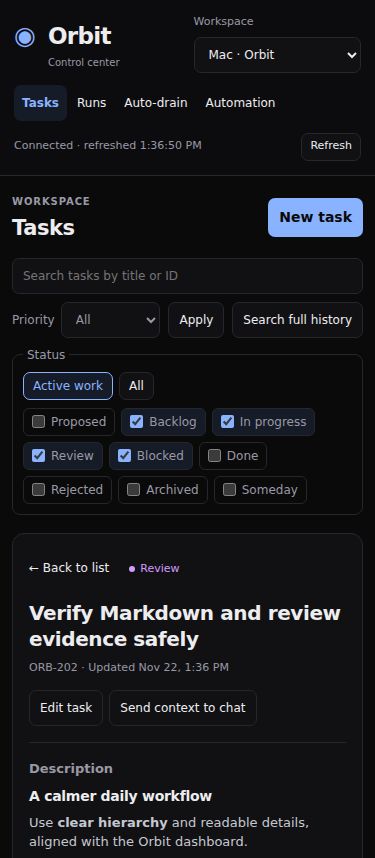 ◉ Orbit
Control center
Workspace
Mac · Orbit
Tasks Runs Auto-drain Automation
Connected · refreshed 1:36:50 PM
Refresh
WORKSPACE
Tasks
New task
Search tasks by title or ID
Priority All Apply Search full history
Status
Active work All
Proposed Backlog In progress
Review Blocked Done
Rejected Archived Someday
← Back to list Review
Verify Markdown and review
evidence safely
ORB-202 · Updated Nov 22, 1:36 PM
Edit task Send context to chat
Description
A calmer daily workflow
Use clear hierarchy and readable details,
aligned with the Orbit dashboard.